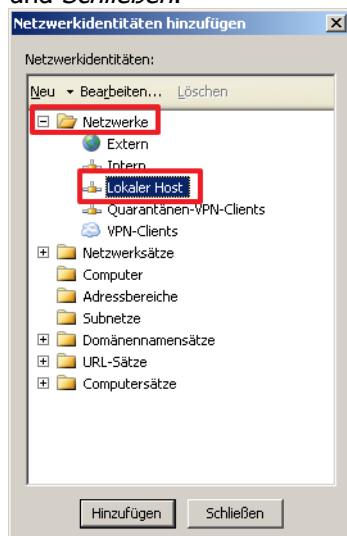 und Schließen.
Netzwerkidentitäten hinzufügen
Netzwerkidentitäten:
Neu Bearbeiten... Löschen
Netzwerke
Extern
Intern
Lokaler Host
Quarantänen-VPN-Clients
VPN-Clients
Netzwerksätze
Computer
Adressbereiche
Subnetze
Domänennamensätze
URL-Sätze
Computersätze
Hinzufügen Schließen